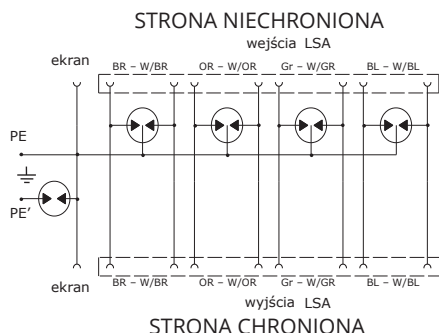 STRONA NIECHRONIONA
wejścia LSA
ekran
BR – W/BR OR – W/OR Gr – W/GR BL – W/BL
PE
PE’
BR – W/BR OR – W/OR Gr – W/GR BL – W/BL
ekran
wyjścia LSA
STRONA CHRONIONA